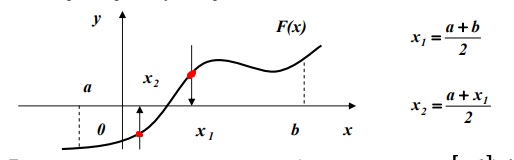 y
F(x)
x₁ = (a + b) / 2
a
x₂
x₂ = (a + x₁) / 2
0
x₁
b
x